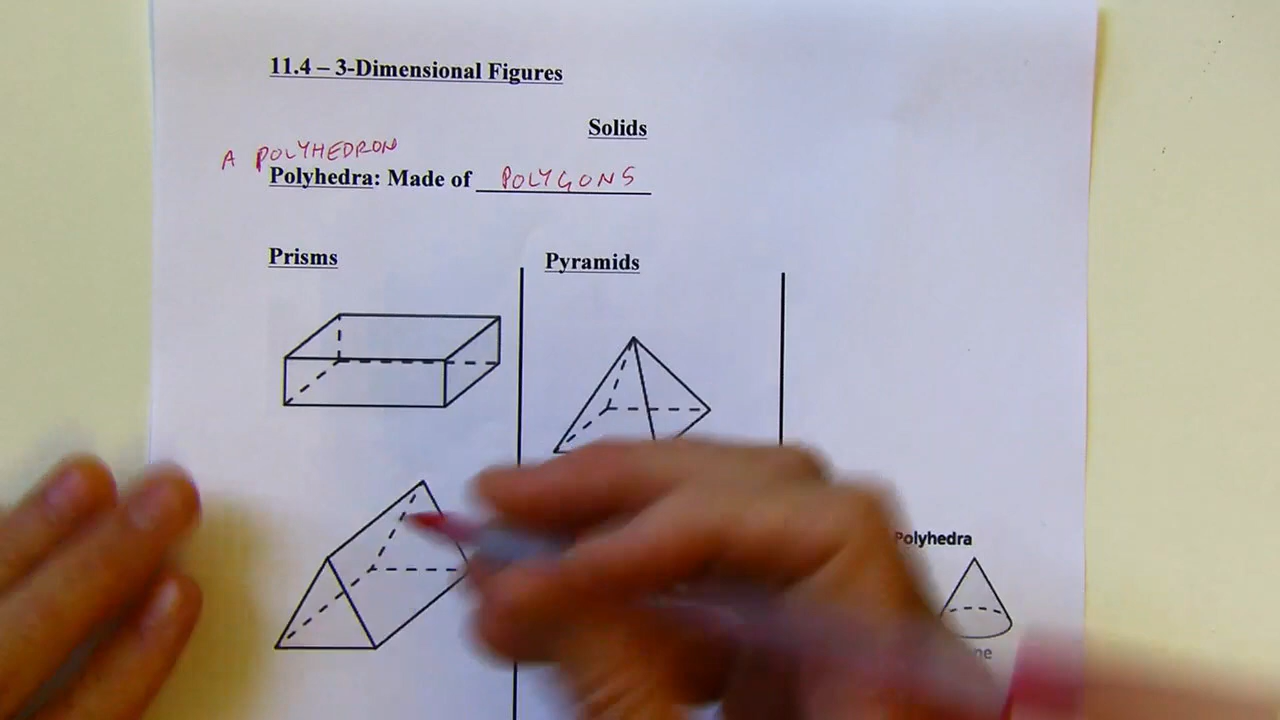 11.4 – 3-Dimensional Figures
Solids
A POLYHEDRON
Polyhedra: Made of POLYGONS
Prisms
Pyramids
Polyhedra